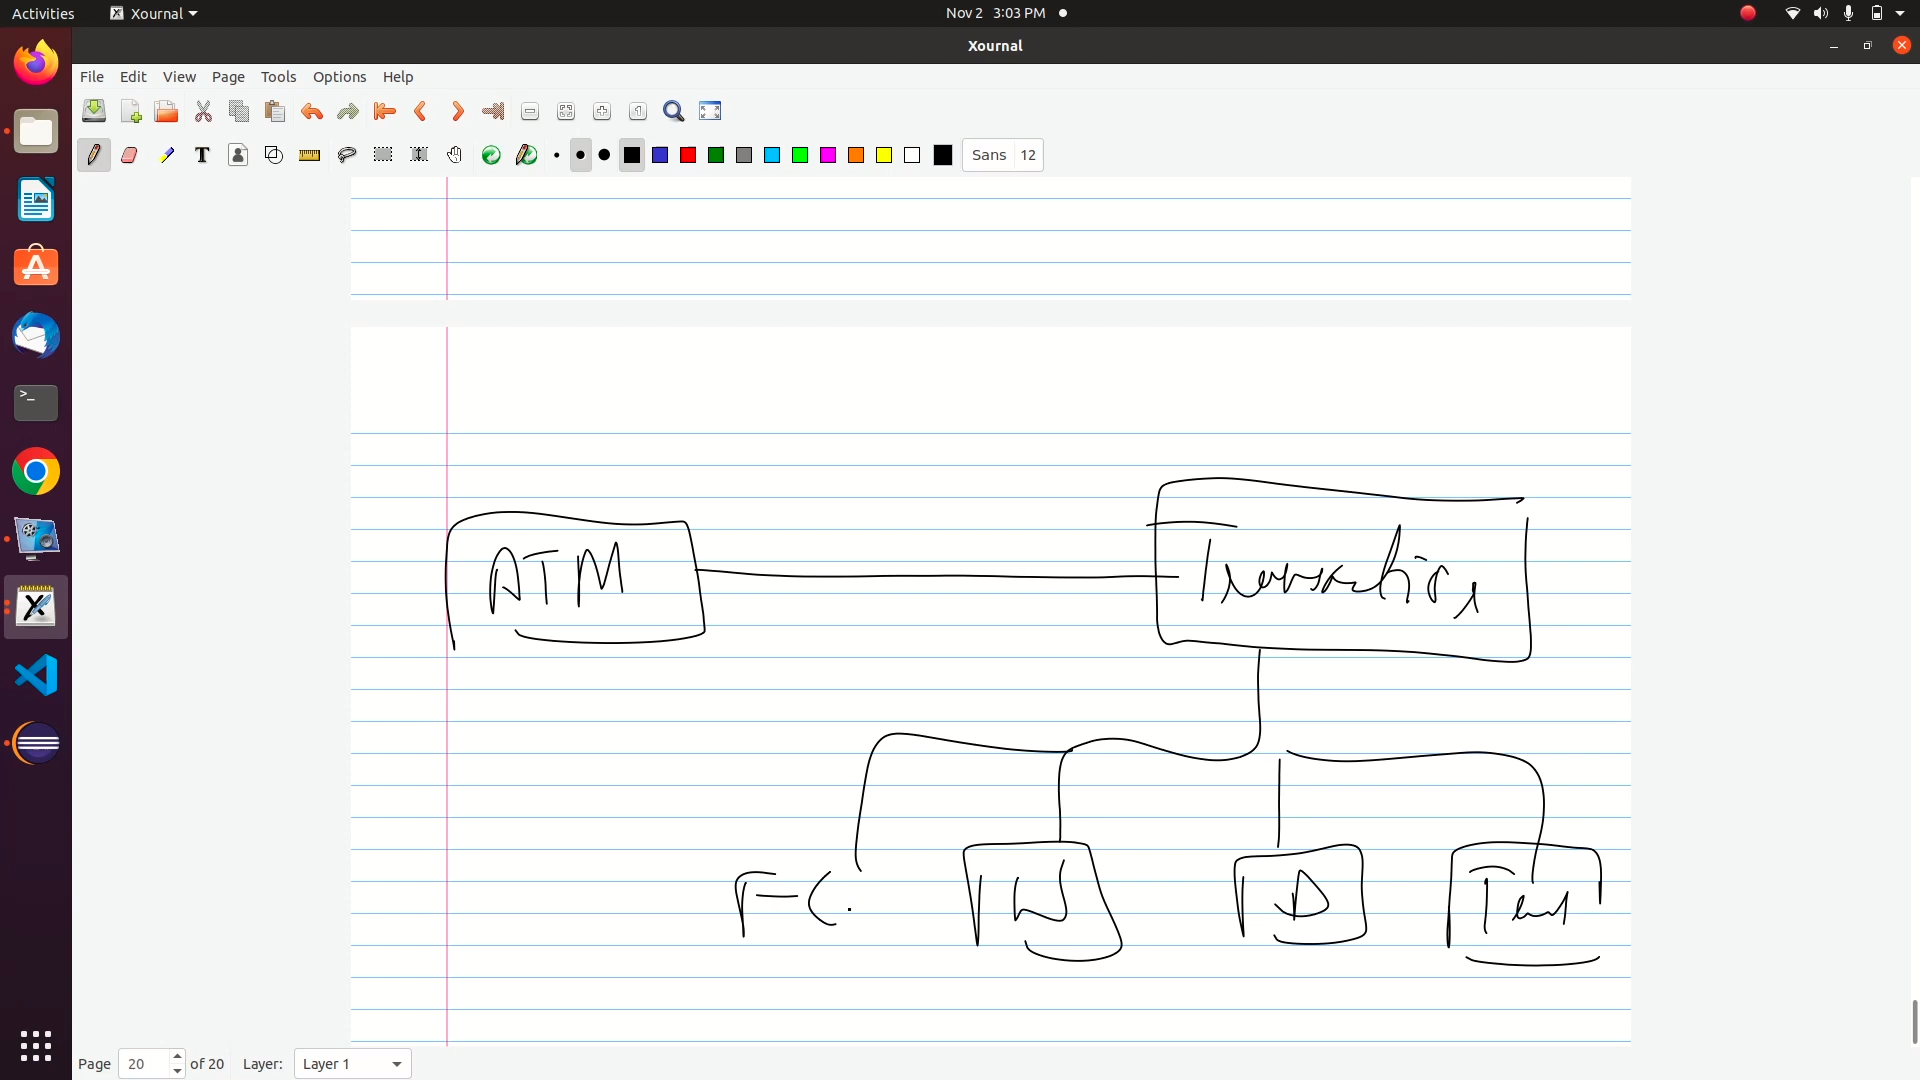 Activities Xournal Nov 2 3:03 PM
Xournal
File Edit View Page Tools Options Help
T Sans 12
ATM
Transaction
FC W D
Page 20 of 20 Layer: Layer 1